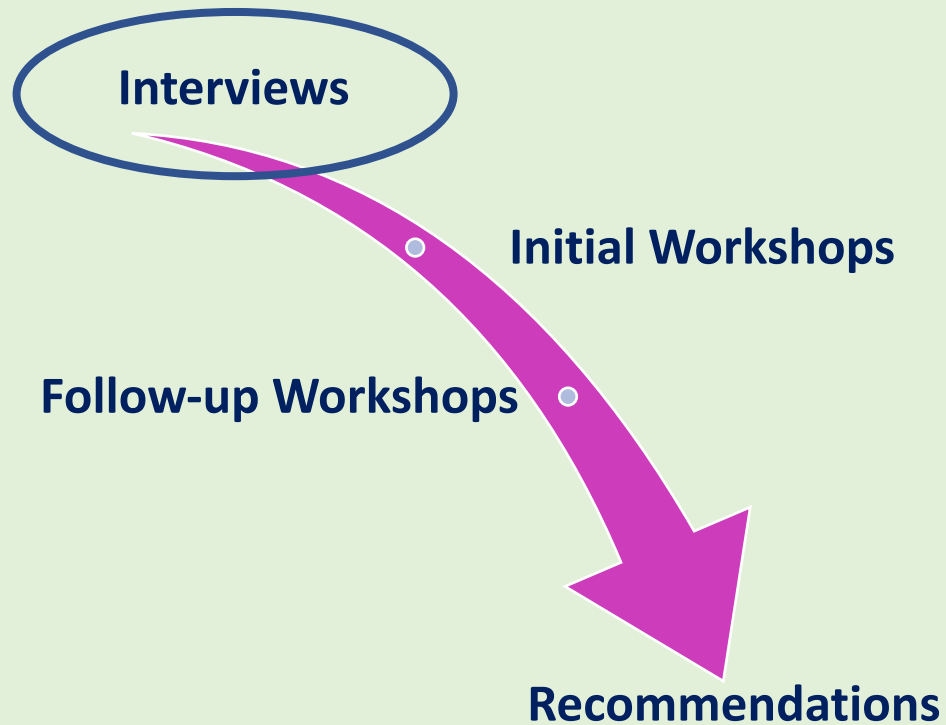 Interviews
Initial Workshops
Follow-up Workshops
Recommendations